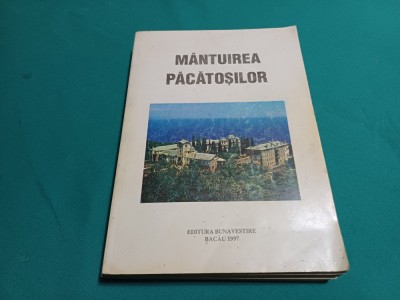 MÂNTUIREA
PĂCĂTOȘILOR
EDITURA BUNAVESTIRE
BACĂU 1997